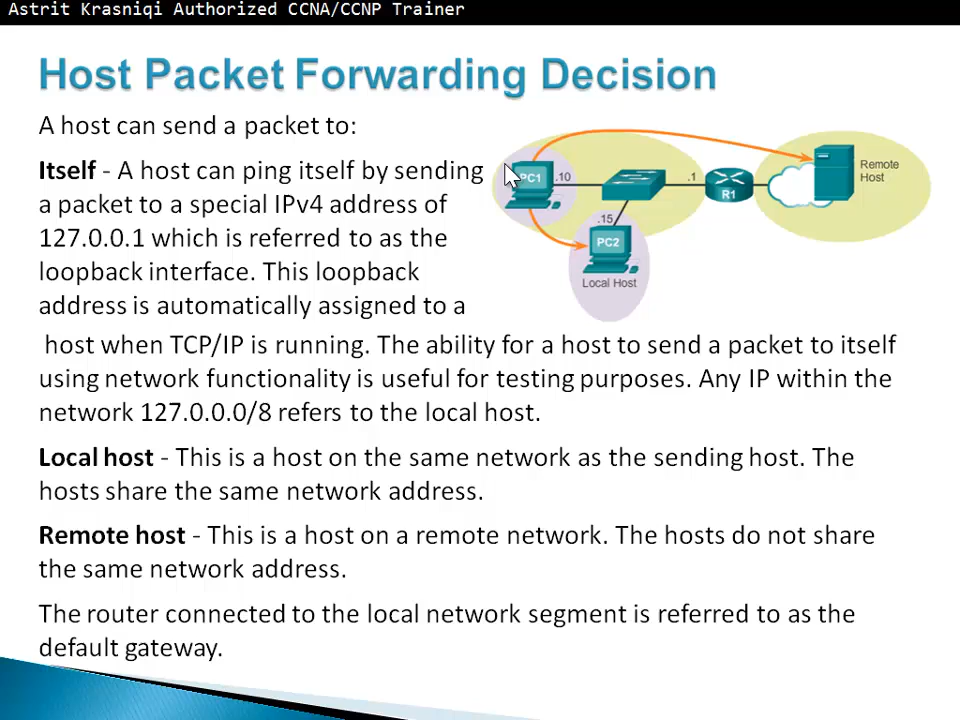 Astrit Krasniqi Authorized CCNA/CCNP Trainer
Host Packet Forwarding Decision
A host can send a packet to:
Itself - A host can ping itself by sending
a packet to a special IPv4 address of
127.0.0.1 which is referred to as the
loopback interface. This loopback
address is automatically assigned to a
host when TCP/IP is running. The ability for a host to send a packet to itself
using network functionality is useful for testing purposes. Any IP within the
network 127.0.0.0/8 refers to the local host.
Local host - This is a host on the same network as the sending host. The
hosts share the same network address.
Remote host - This is a host on a remote network. The hosts do not share
the same network address.
The router connected to the local network segment is referred to as the
default gateway.
PC1
.10
.1
R1
Remote
Host
.15
PC2
Local Host